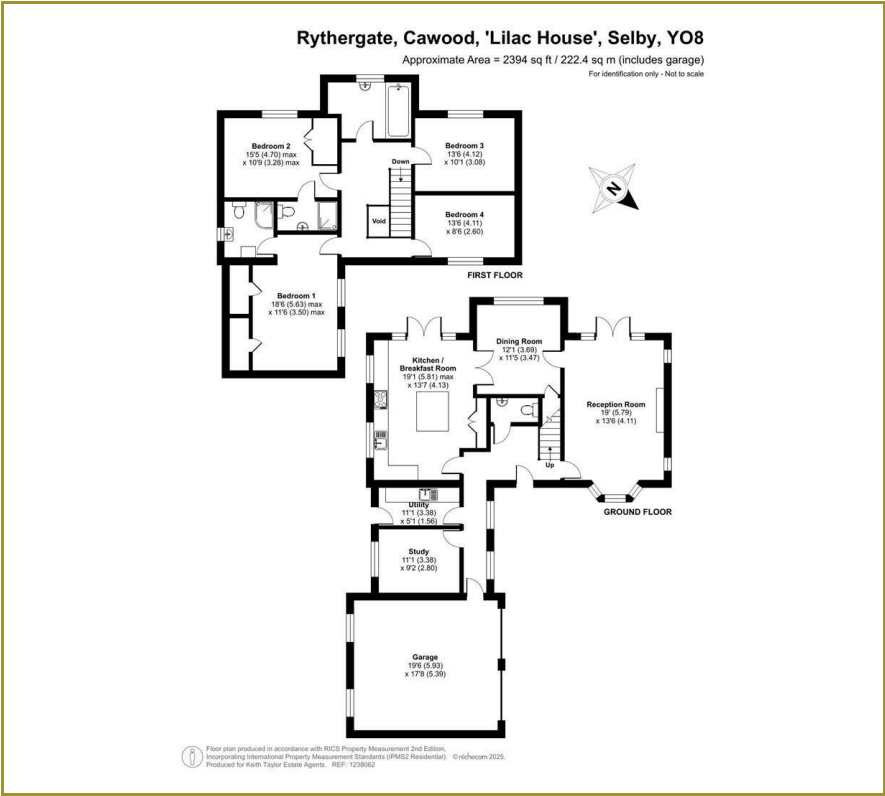 Rythergate, Cawood, 'Lilac House', Selby, YO8
Approximate Area = 2394 sq ft / 222.4 sq m (includes garage)
For identification only - Not to scale
Bedroom 2
15'5 (4.70) max
x 10'9 (3.28) max
Down
Bedroom 3
13'6 (4.12)
x 10'1 (3.08)
Void
Bedroom 4
13'6 (4.11)
x 8'6 (2.60)
N
FIRST FLOOR
Bedroom 1
18'6 (5.63) max
x 11'6 (3.50) max
Dining Room
12'1 (3.69)
x 11'5 (3.47)
Kitchen /
Breakfast Room
19'1 (5.81) max
x 13'7 (4.13)
Reception Room
19' (5.79)
x 13'6 (4.11)
Up
GROUND FLOOR
Utility
11'1 (3.38)
x 5'1 (1.56)
Study
11'1 (3.38)
x 9'2 (2.80)
Garage
19'6 (5.93)
x 17'8 (5.39)
Floor plan produced in accordance with RICS Property Measurement 2nd Edition,
Incorporating International Property Measurement Standards (IPMS2 Residential). © nichecom 2025.
Produced for Keith Taylor Estate Agents. REF: 1238062